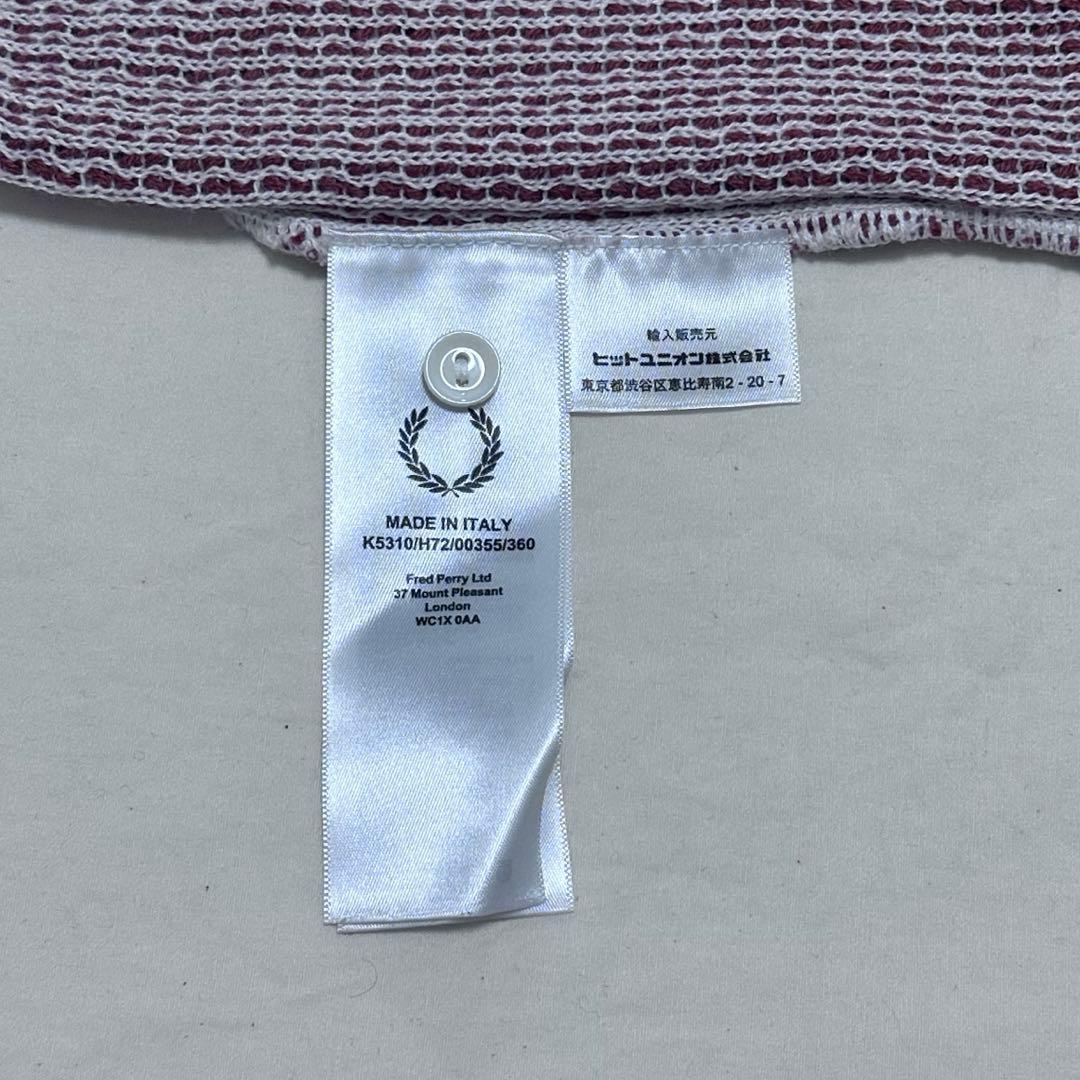 MADE IN ITALY
K5310/H72/00355/360
Fred Perry Ltd
37 Mount Pleasant
London
WC1X 0AA
輸入販売元
ヒットユニオン株式会社
東京都渋谷区恵比寿南2 - 20 - 7